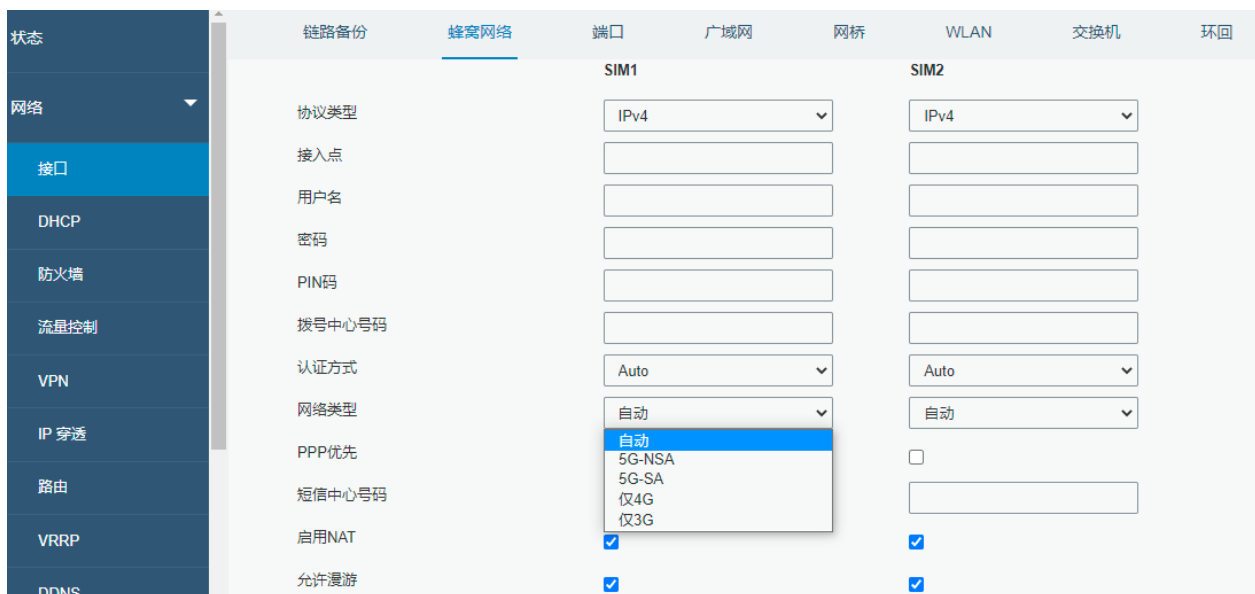 状态
网络
接口
DHCP
防火墙
流量控制
VPN
IP 穿透
路由
VRRP
DDNS
链路备份 蜂窝网络 端口 广域网 网桥 WLAN 交换机 环回
SIM1 SIM2
协议类型 IPv4 IPv4
接入点
用户名
密码
PIN码
拨号中心号码
认证方式 Auto Auto
网络类型 自动 自动
自动
5G-NSA
5G-SA
仅4G
仅3G
PPP优先
短信中心号码
启用NAT
允许漫游